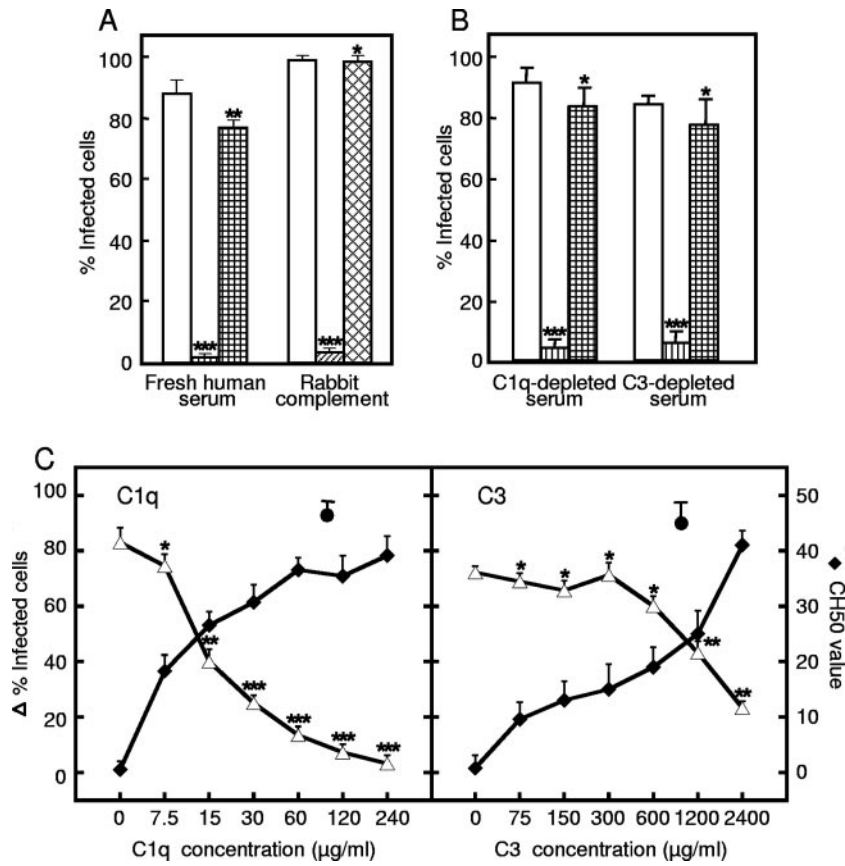 A
% Infected cells
100
80
60
40
20
0
**
*
***
***
Fresh human
serum
Rabbit
complement
B
% Infected cells
100
80
60
40
20
0
*
*
***
***
C1q-depleted
serum
C3-depleted
serum
C
Δ % Infected cells
100
80
60
40
20
0
C1q
*
**
***
***
***
***
0 7.5 15 30 60 120 240
C1q concentration (μg/ml)
C3
*
*
*
*
**
**
0 75 150 300 600 1200 2400
C3 concentration (μg/ml)
50
40
30
20
10
0
◆ CH50 value